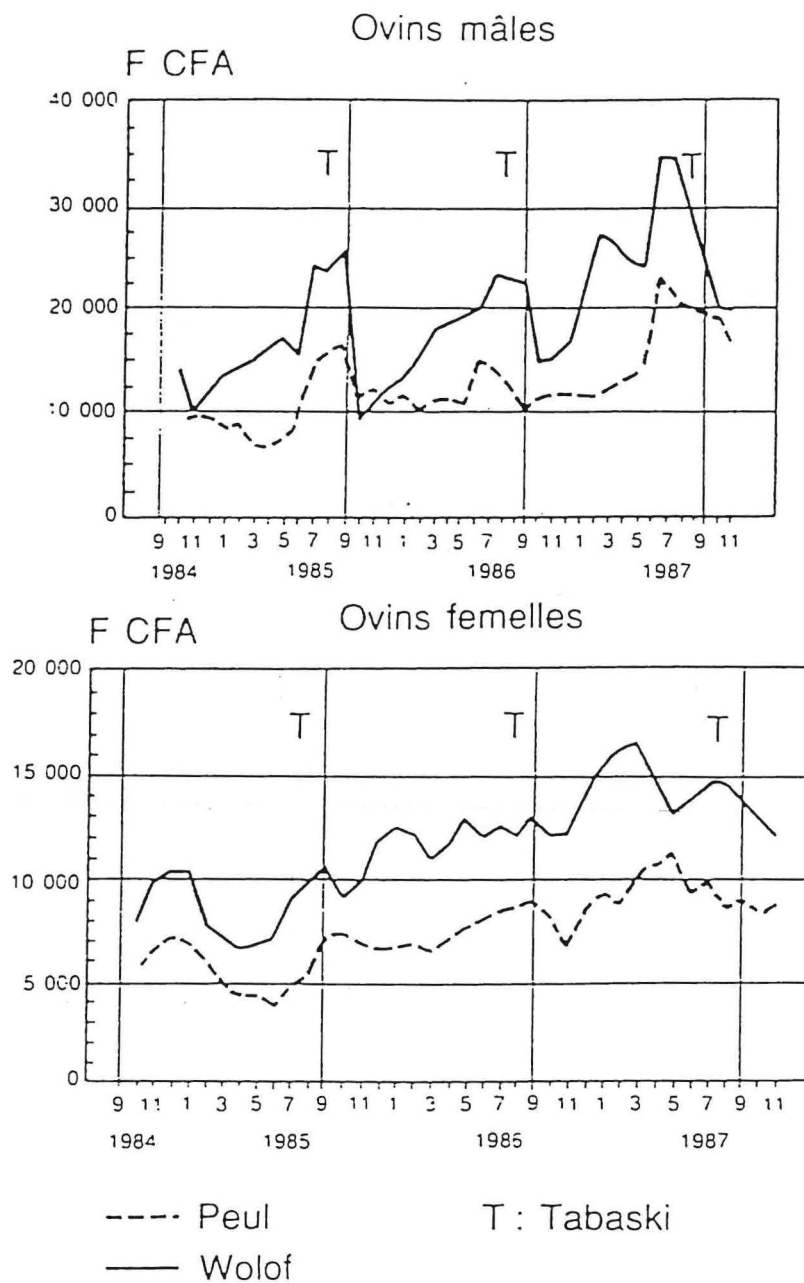 Ovins mâles
F CFA
40 000
30 000
20 000
10 000
0
T T T
9 11 1 3 5 7 9 11 1 3 5 7 9 11 1 3 5 7 9 11
1984 1985 1986 1987
Ovins femelles
F CFA
20 000
15 000
10 000
5 000
0
T T T
9 11 1 3 5 7 9 11 1 3 5 7 9 11 1 3 5 7 9 11
1984 1985 1986 1987
Peul T : Tabaski
Wolof